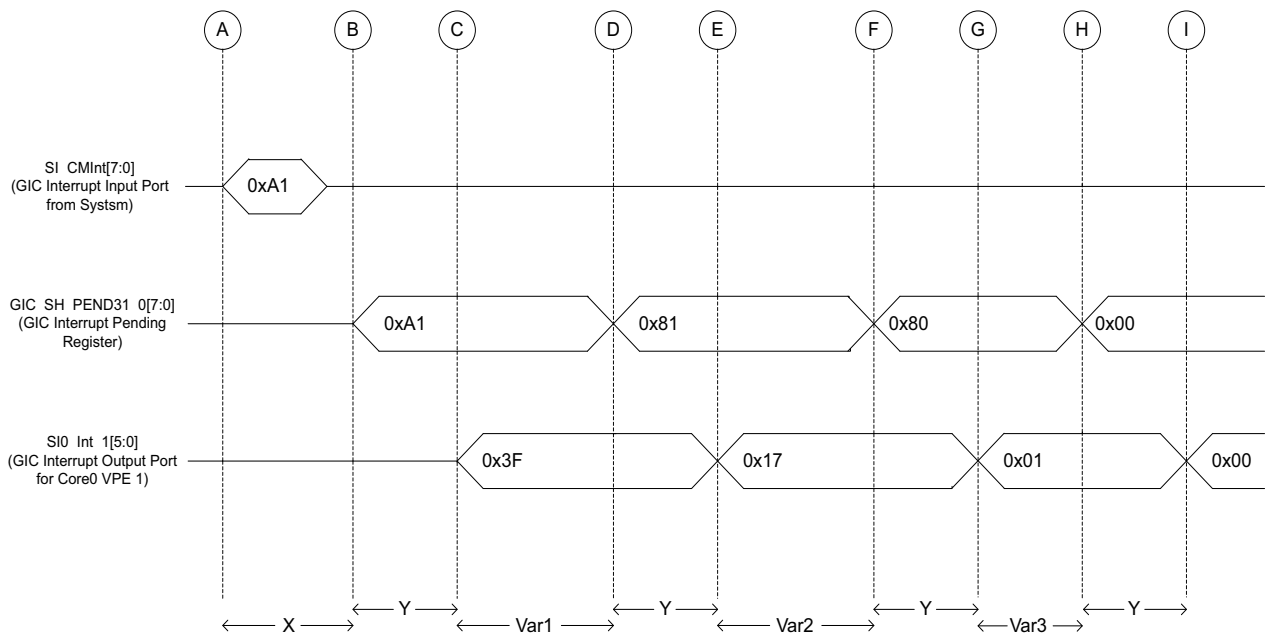 A B C D E F G H I
SI CMInt[7:0]
(GIC Interrupt Input Port
from Systsm)
0xA1
GIC SH PEND31 0[7:0]
(GIC Interrupt Pending
Register)
0xA1 0x81 0x80 0x00
SI0 Int 1[5:0]
(GIC Interrupt Output Port
for Core0 VPE 1)
0x3F 0x17 0x01 0x00
Y Y Y Y
X Var1 Var2 Var3